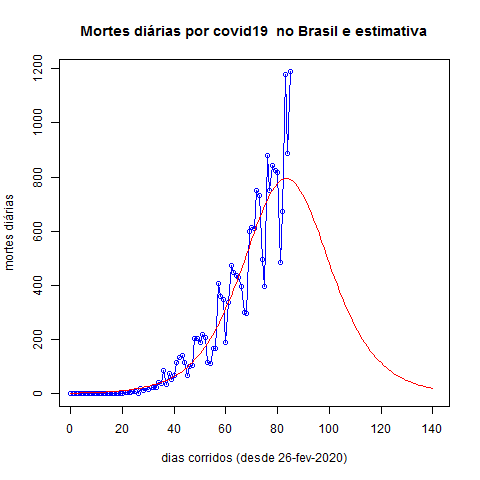 Mortes diárias por covid19 no Brasil e estimativa
mortes diárias
1200
1000
800
600
400
200
0
0 20 40 60 80 100 120 140
dias corridos (desde 26-fev-2020)